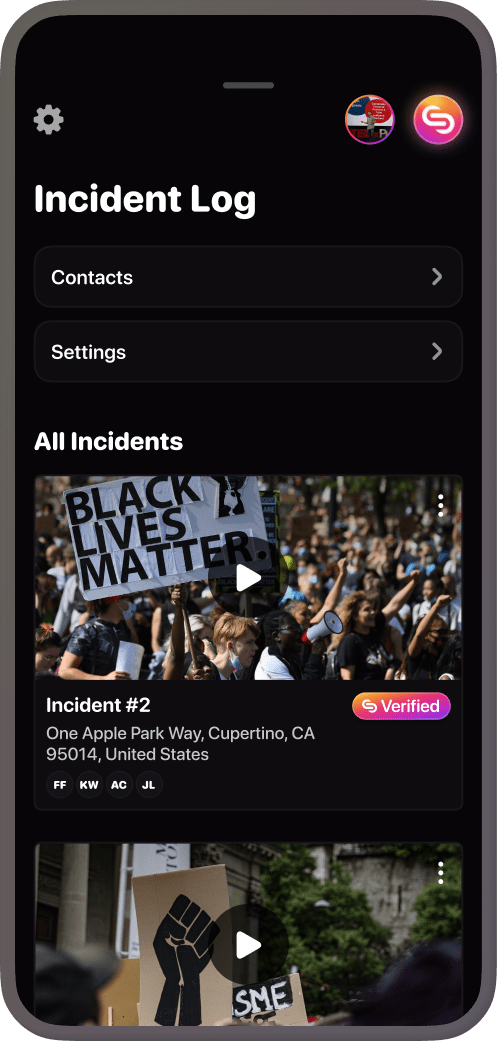 Incident Log
Contacts
Settings
All Incidents
BLACK
LIVES
MATTER.
Incident #2
Verified
One Apple Park Way, Cupertino, CA
95014, United States
FF KW AC JL
SME